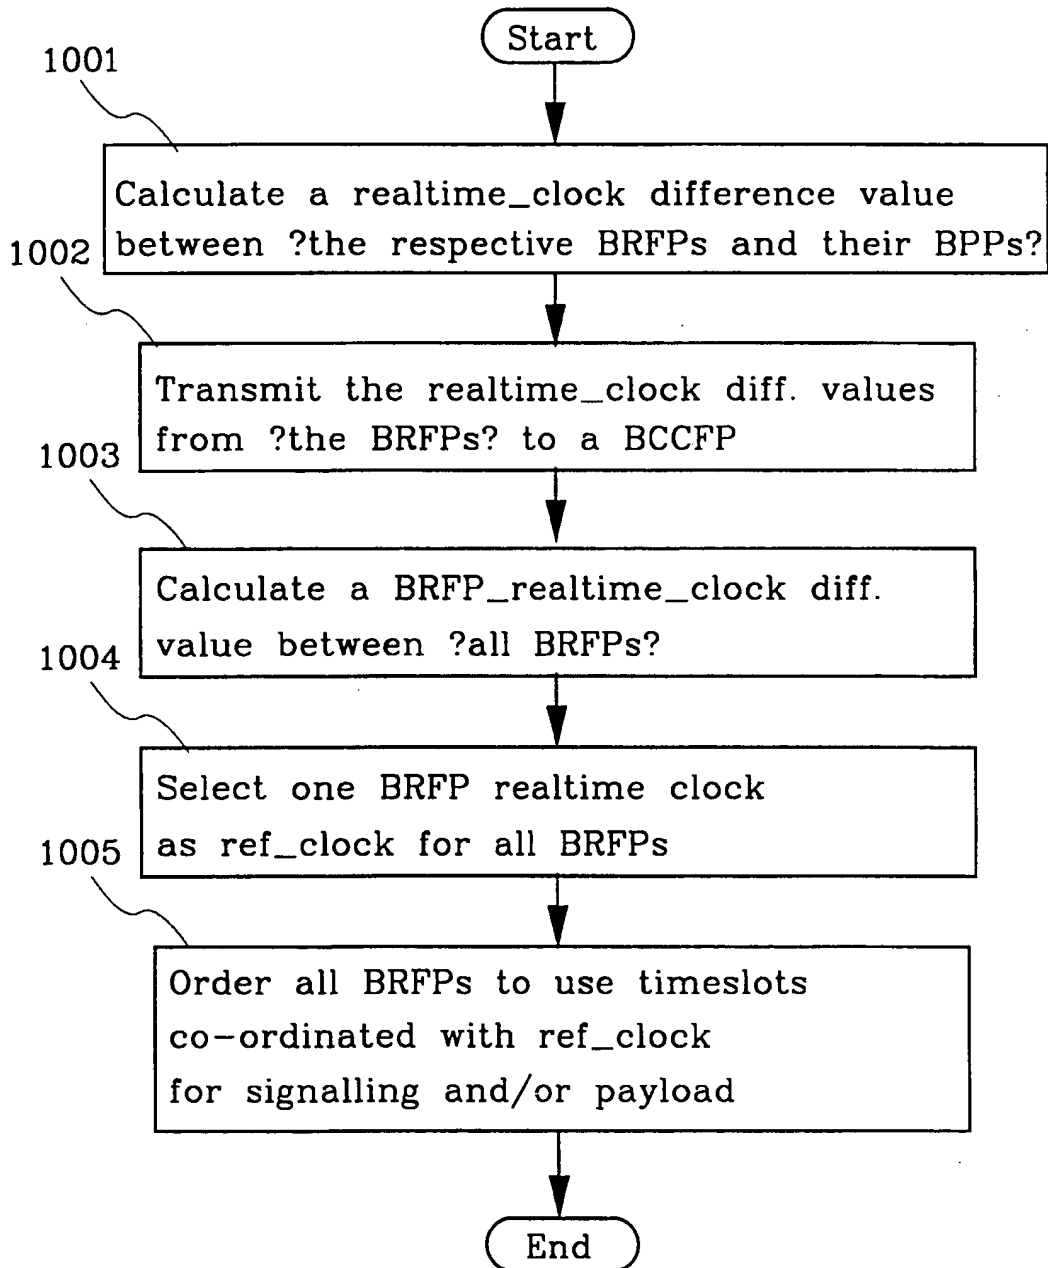 Start
1001
Calculate a realtime_clock difference value
between ?the respective BRFPs and their BPPs?
1002
Transmit the realtime_clock diff. values
from ?the BRFPs? to a BCCFP
1003
Calculate a BRFP_realtime_clock diff.
value between ?all BRFPs?
1004
Select one BRFP realtime clock
as ref_clock for all BRFPs
1005
Order all BRFPs to use timeslots
co-ordinated with ref_clock
for signalling and/or payload
End